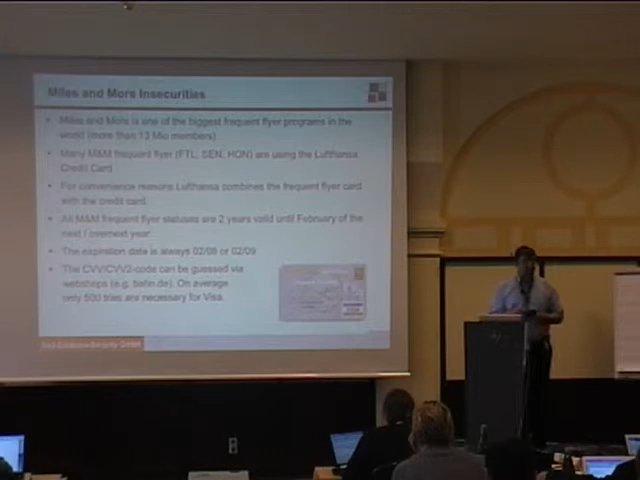 Miles and More Insecurities
Miles and More is one of the biggest frequent flyer programs in the
world (more than 13 Mio members)
Many M&M frequent flyer (FTL, SEN, HON) are using the Lufthansa
Credit Card
For convenience reasons Lufthansa combines the frequent flyer card
with the credit card.
All M&M frequent flyer statuses are 2 years valid until February of the
next / overnext year
The expiration date is always 02/08 or 02/09
The CVV/CVV2-code can be guessed via
webshops (e.g. bahn.de). On average
only 500 tries are necessary for Visa.
Red-Database-Security GmbH